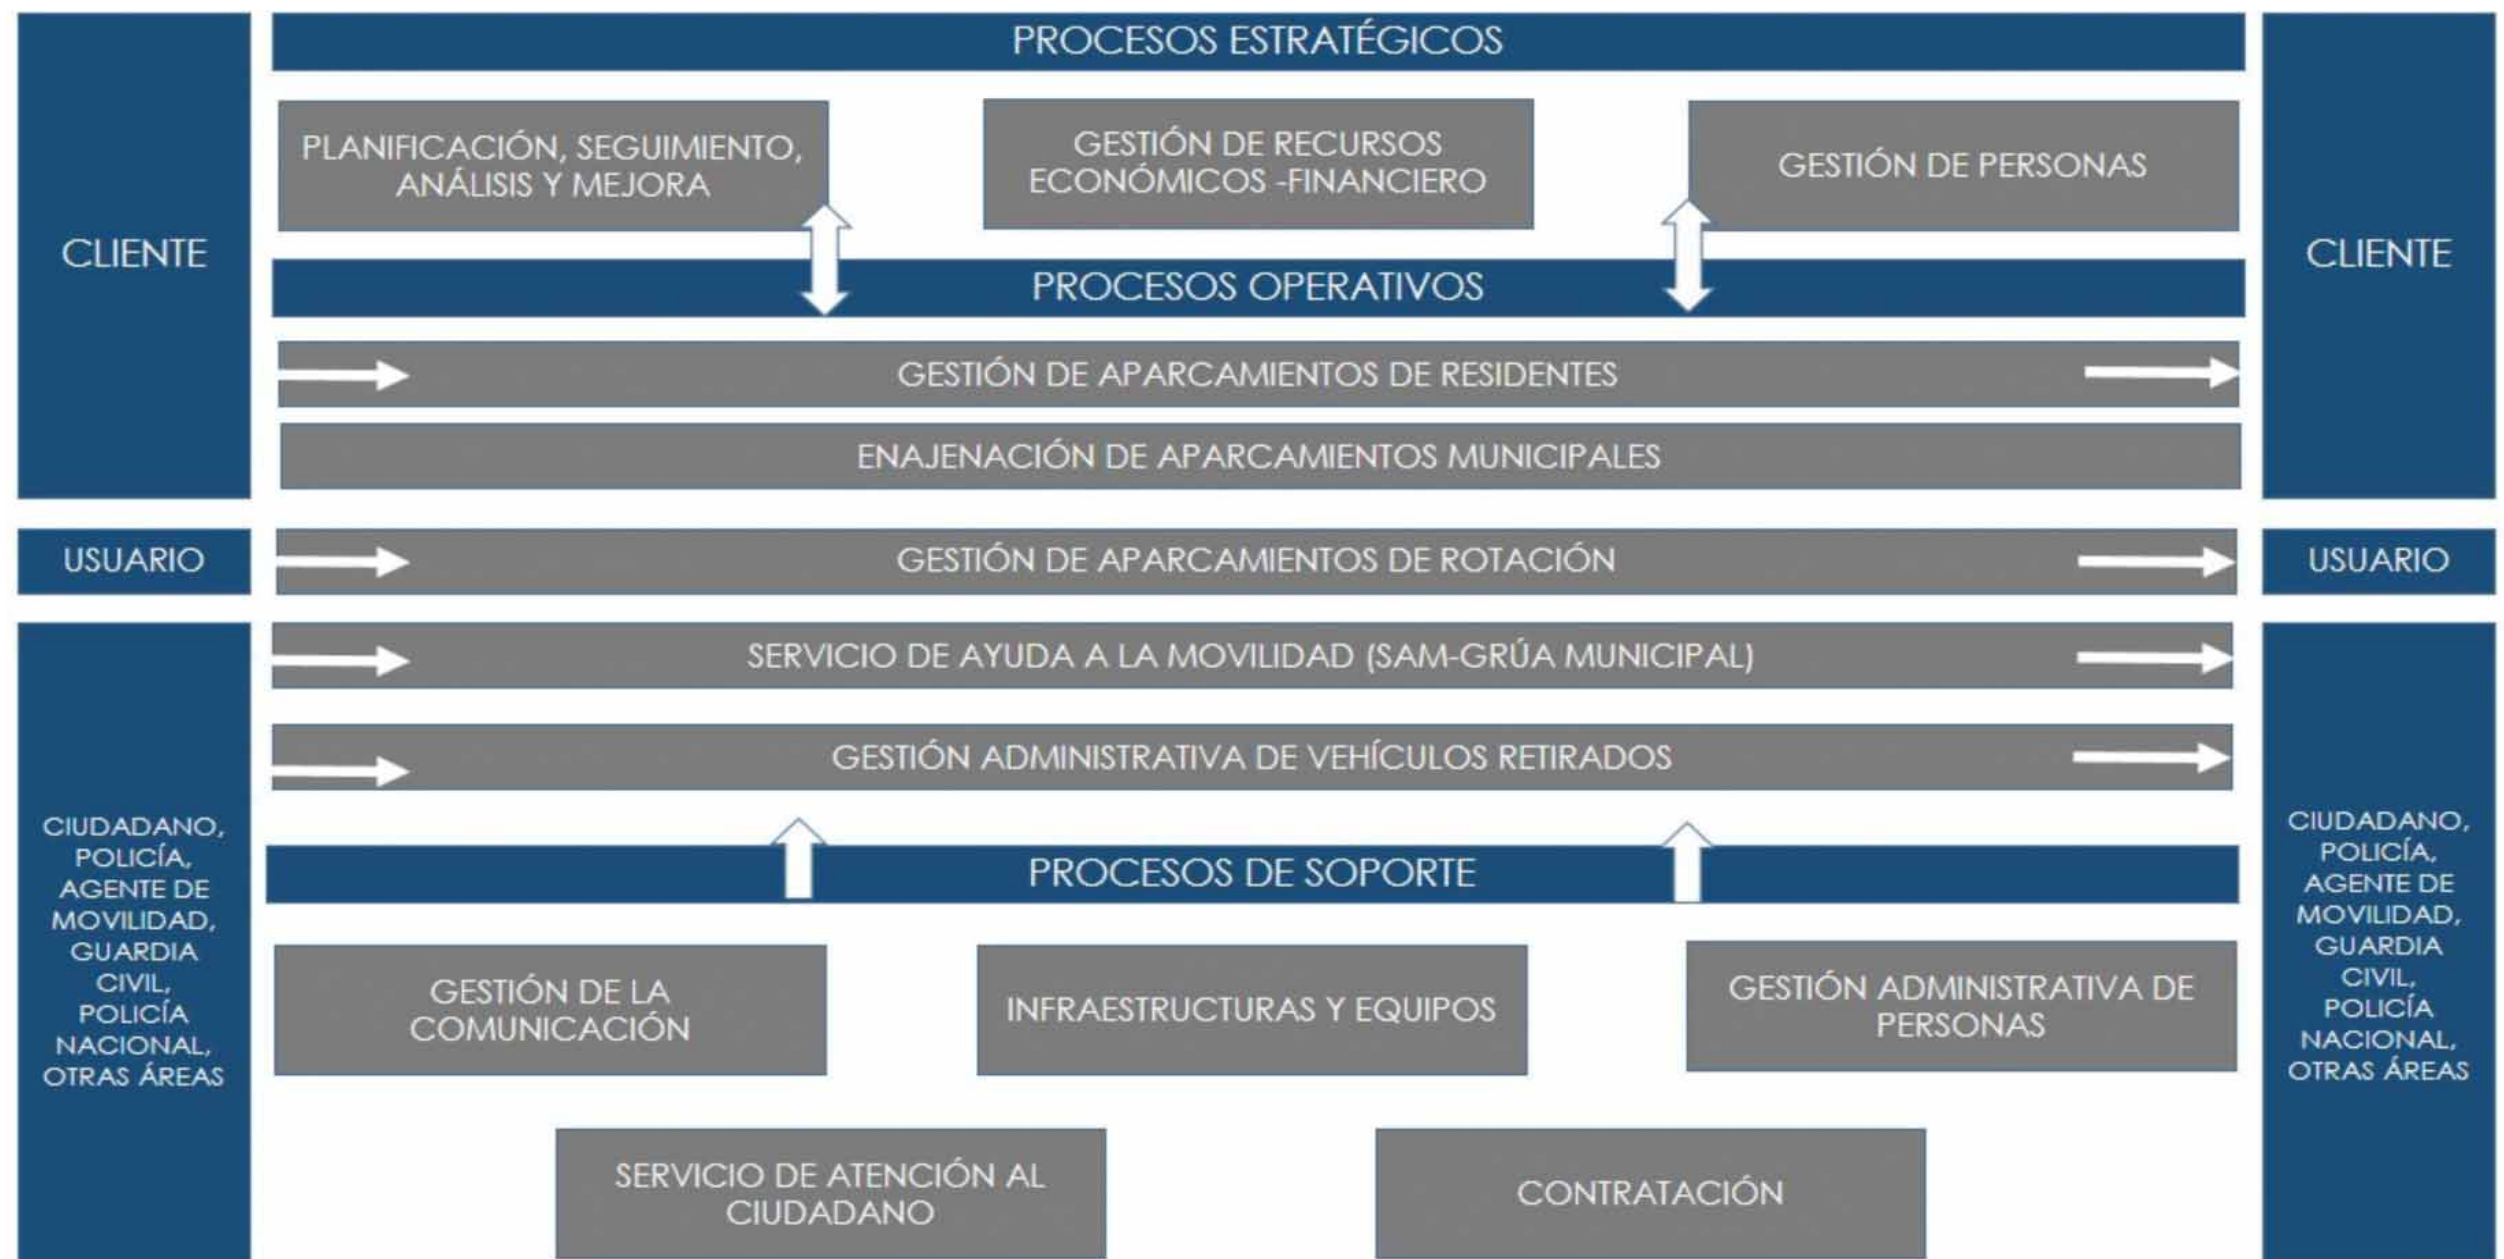 PROCESOS ESTRATÉGICOS
CLIENTE
PLANIFICACIÓN, SEGUIMIENTO,
ANÁLISIS Y MEJORA
GESTIÓN DE RECURSOS
ECONÓMICOS -FINANCIERO
GESTIÓN DE PERSONAS
CLIENTE
PROCESOS OPERATIVOS
GESTIÓN DE APARCAMIENTOS DE RESIDENTES
ENAJENACIÓN DE APARCAMIENTOS MUNICIPALES
USUARIO
GESTIÓN DE APARCAMIENTOS DE ROTACIÓN
USUARIO
SERVICIO DE AYUDA A LA MOVILIDAD (SAM-GRÚA MUNICIPAL)
GESTIÓN ADMINISTRATIVA DE VEHÍCULOS RETIRADOS
CIUDADANO,
POLICÍA,
AGENTE DE
MOVILIDAD,
GUARDIA
CIVIL,
POLICÍA
NACIONAL,
OTRAS ÁREAS
PROCESOS DE SOPORTE
GESTIÓN DE LA
COMUNICACIÓN
INFRAESTRUCTURAS Y EQUIPOS
GESTIÓN ADMINISTRATIVA DE
PERSONAS
SERVICIO DE ATENCIÓN AL
CIUDADANO
CONTRATACIÓN
CIUDADANO,
POLICÍA,
AGENTE DE
MOVILIDAD,
GUARDIA
CIVIL,
POLICÍA
NACIONAL,
OTRAS ÁREAS